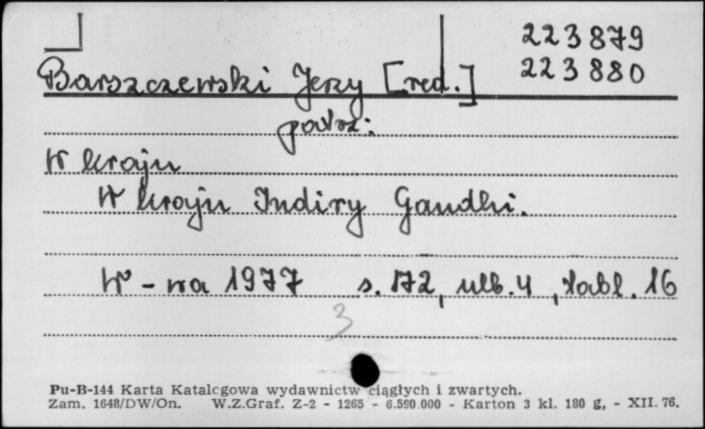 223879
223880
Barszczewski Jerzy [red.]
patrz:
W kraju
W kraju Indiry Gandhi.
W-wa 1977 s. 172, nlb. 4, tabl. 16
3
Pu-B-144 Karta Katalogowa wydawnictw ciągłych i zwartych.
Zam. 1648/DW/On. W.Z.Graf. Z-2 - 1265 - 6.590.000 - Karton 3 kl. 180 g, - XII. 76.